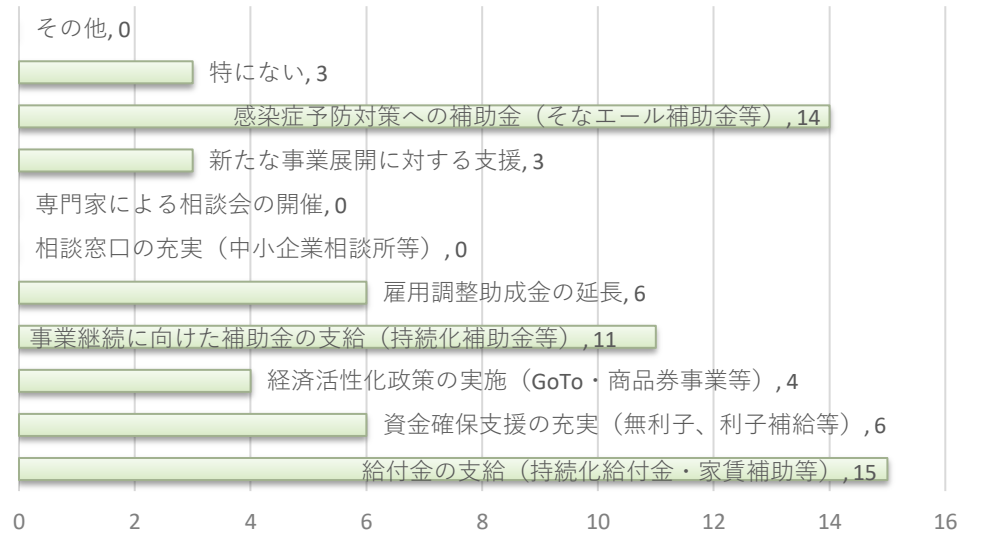 その他, 0
特にない, 3
感染症予防対策への補助金（そなエール補助金等）, 14
新たな事業展開に対する支援, 3
専門家による相談会の開催, 0
相談窓口の充実（中小企業相談所等）, 0
雇用調整助成金の延長, 6
事業継続に向けた補助金の支給（持続化補助金等）, 11
経済活性化政策の実施（GoTo・商品券事業等）, 4
資金確保支援の充実（無利子、利子補給等）, 6
給付金の支給（持続化給付金・家賃補助等）, 15
0 2 4 6 8 10 12 14 16